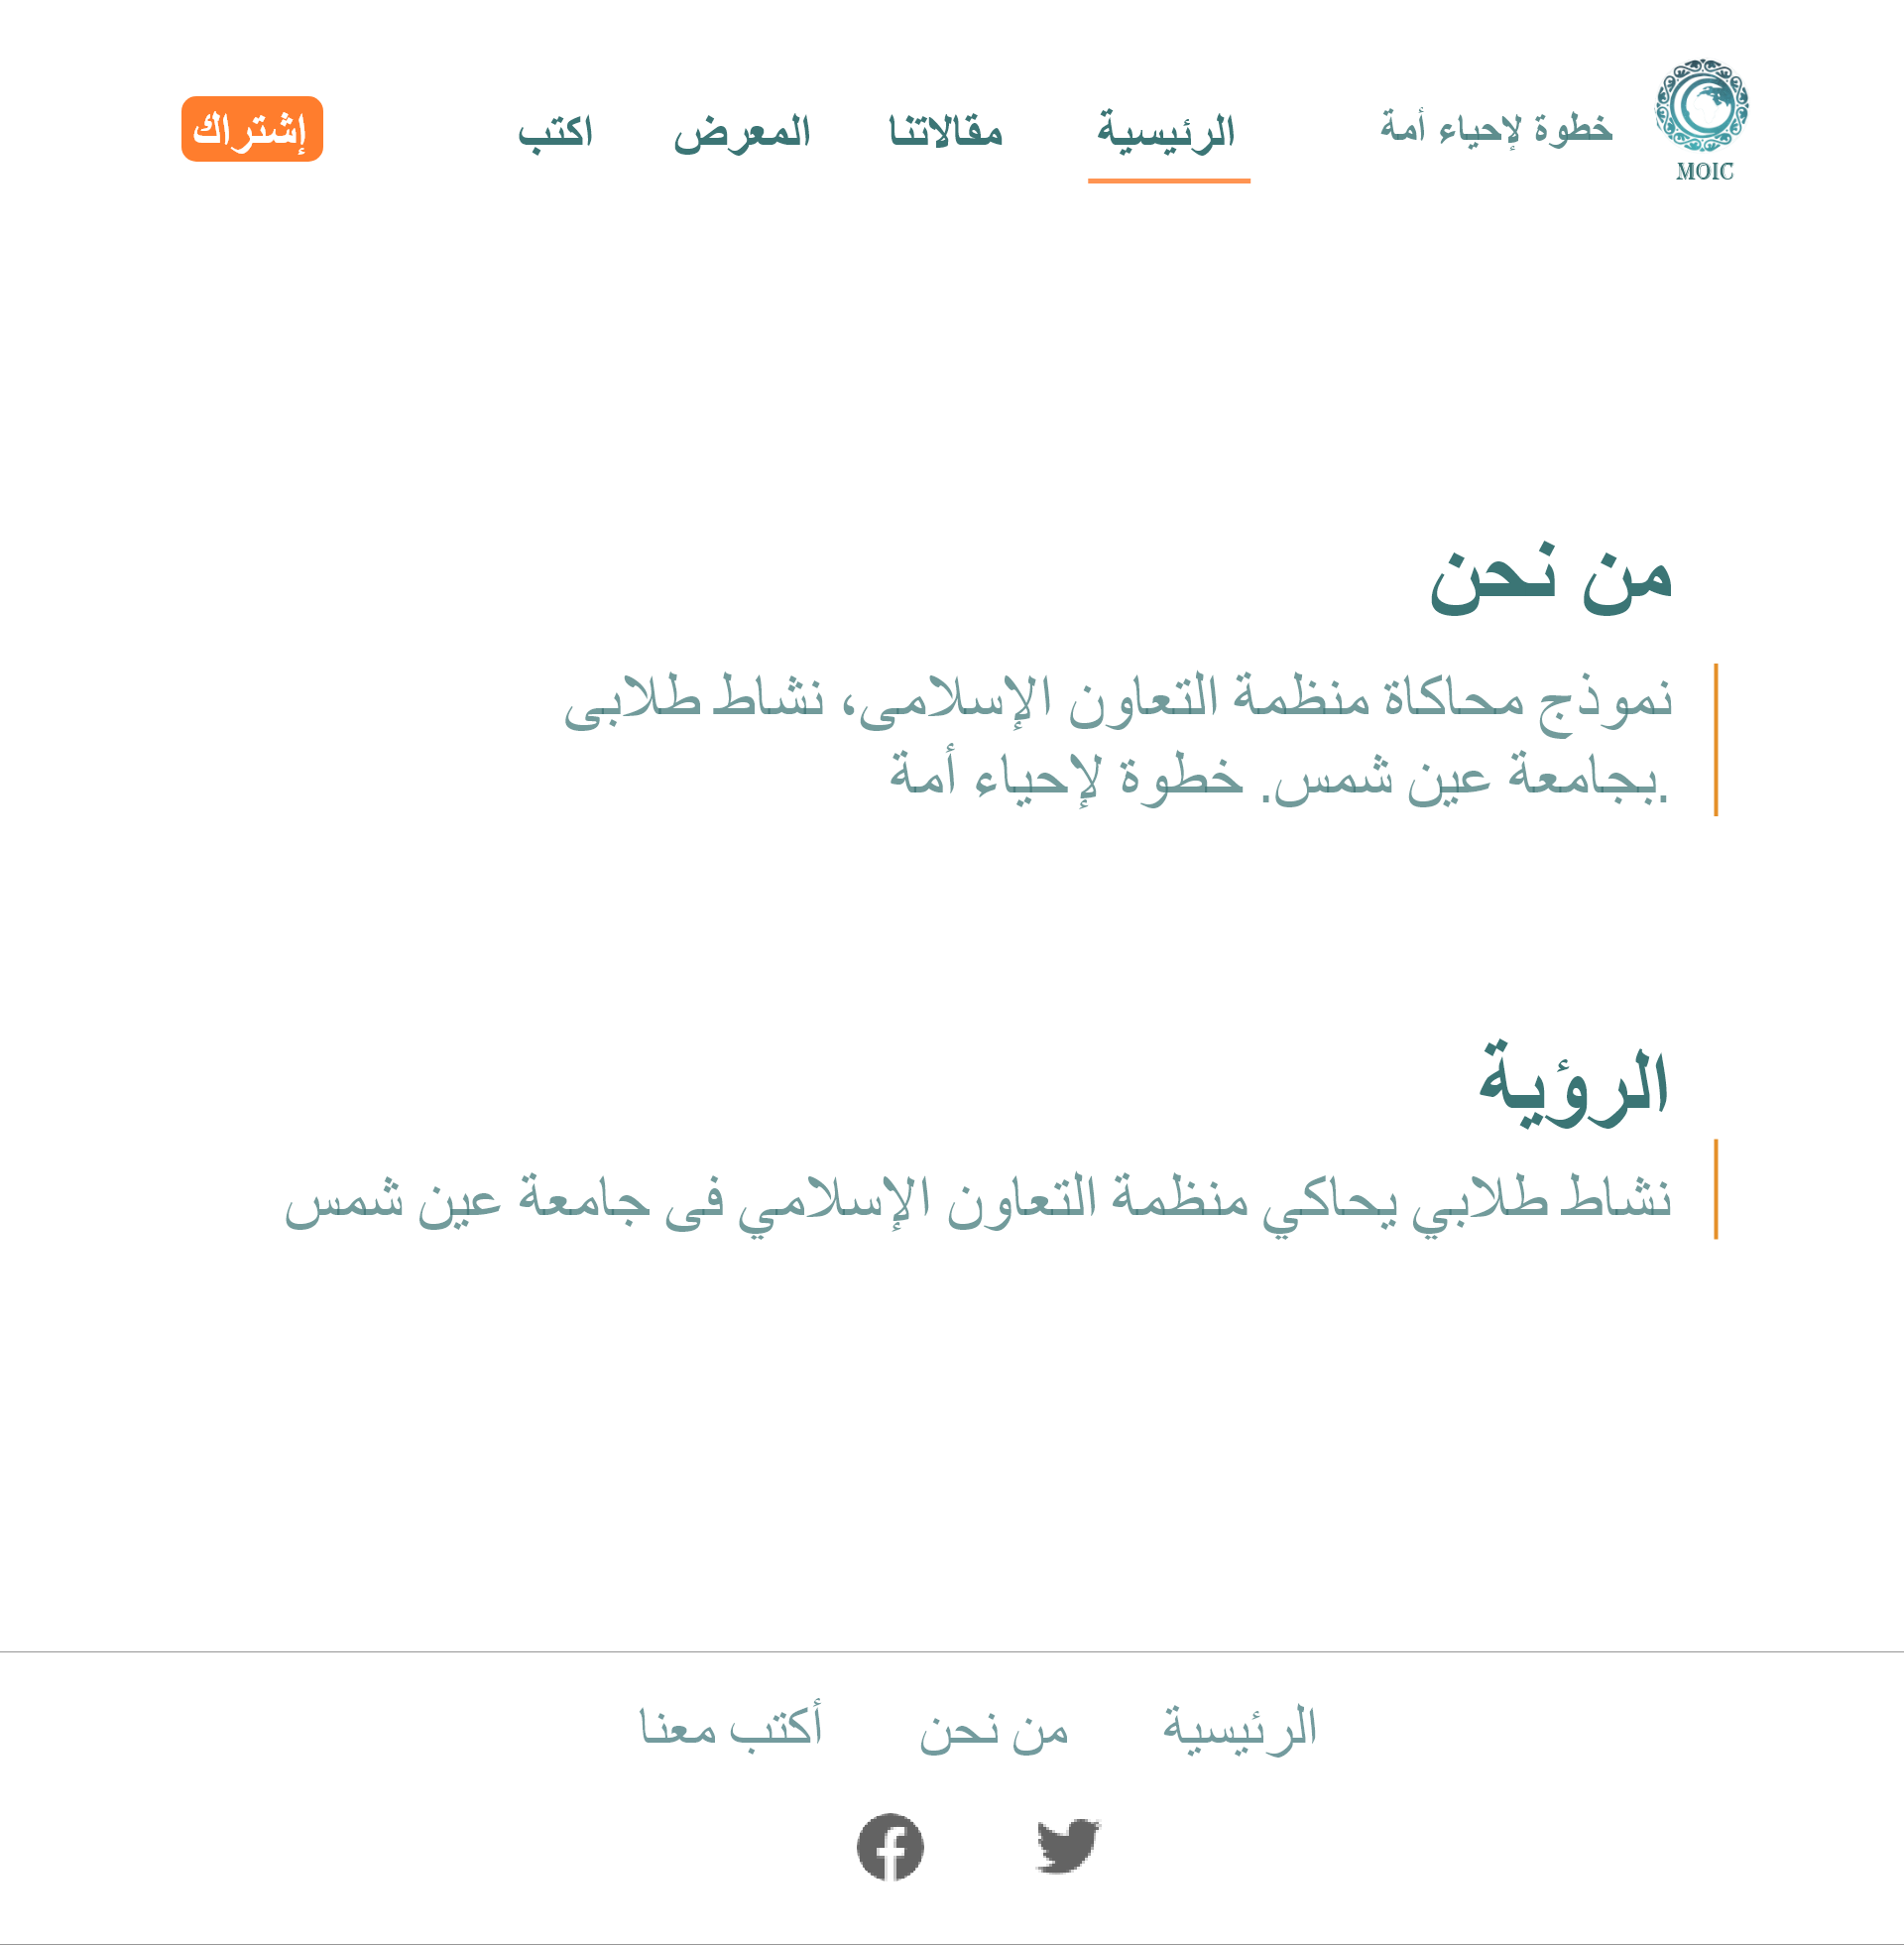 MOIC
خطوة لإحياء أمة
الرئيسية
مقالاتنا
المعرض
اكتب
إشتراك
من نحن
نموذج محاكاة منظمة التعاون الإسلامى، نشاط طلابى
.بجامعة عين شمس. خطوة لإحياء أمة
الرؤية
نشاط طلابي يحاكي منظمة التعاون الإسلامي فى جامعة عين شمس
الرئيسية
من نحن
أكتب معنا